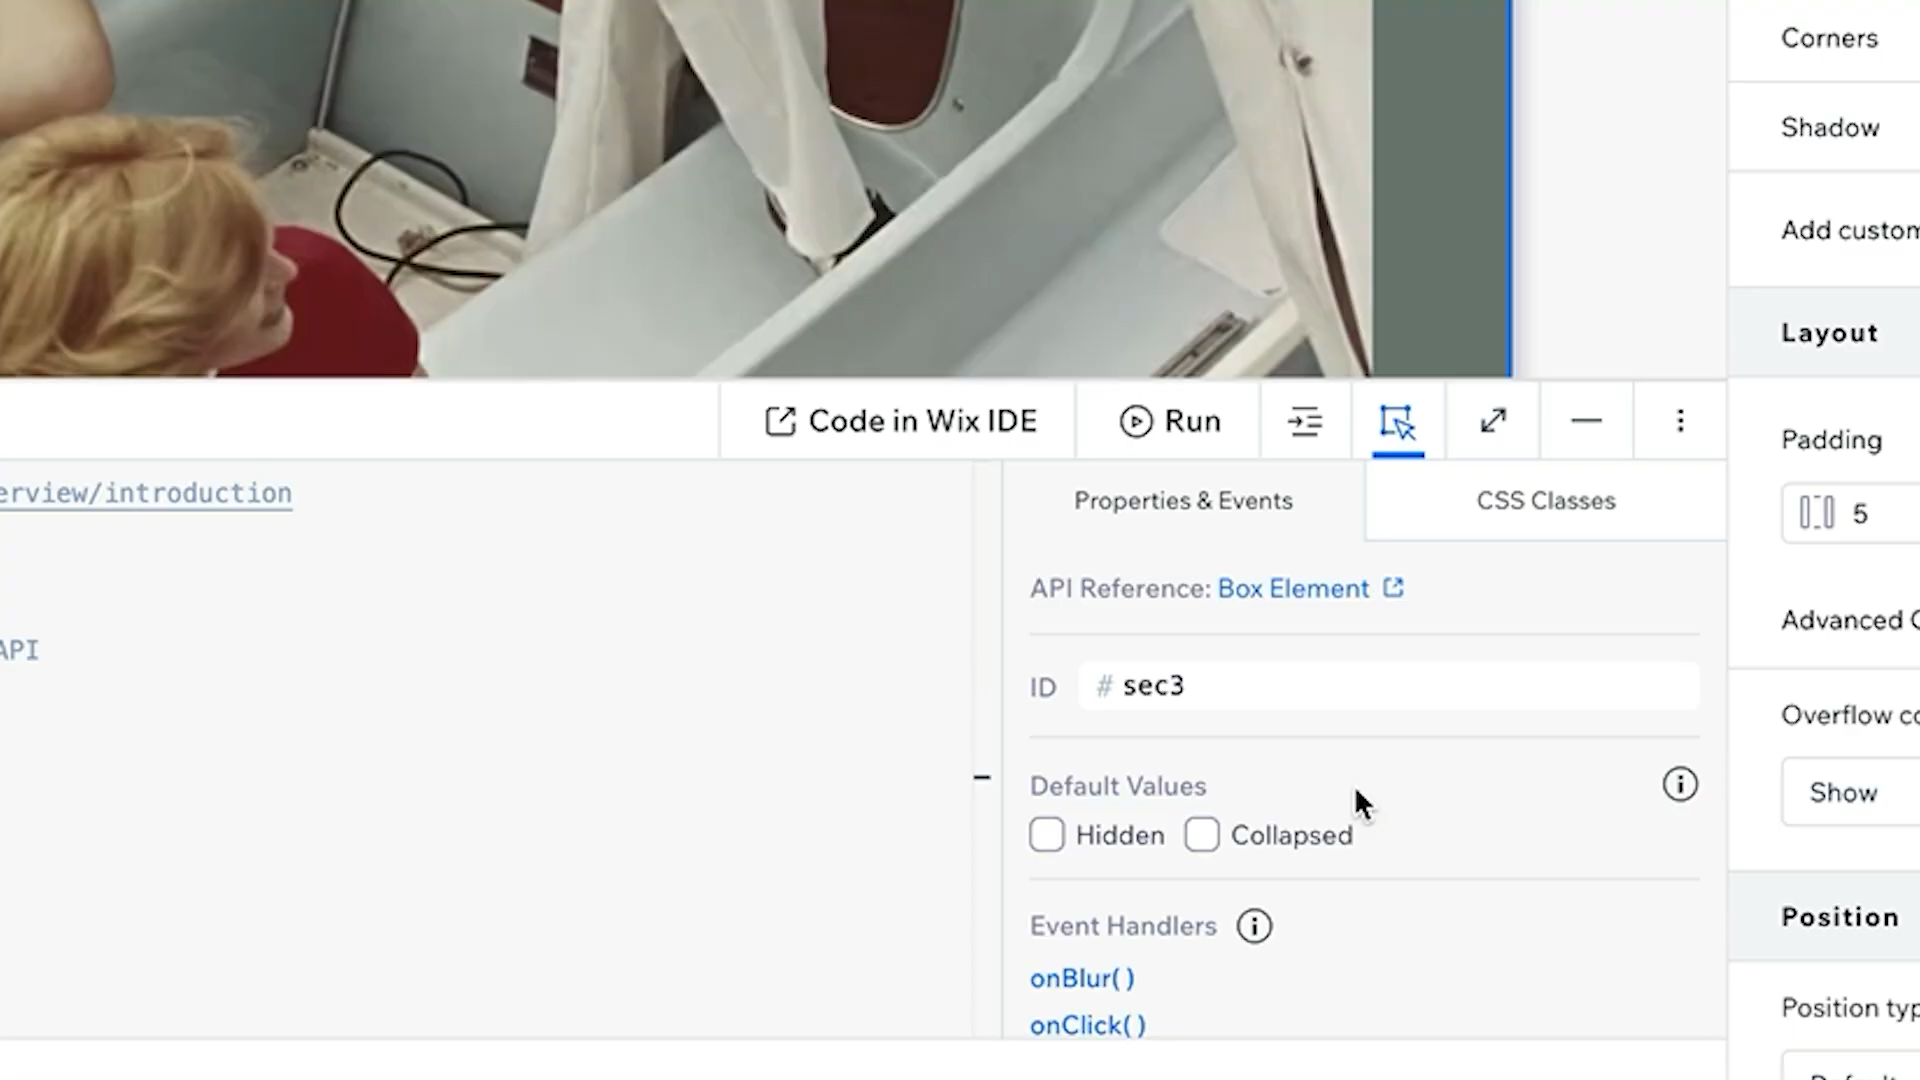 Corners
Shadow
Add custom
Layout
Code in Wix IDE
Run
Padding
5
erview/introduction
Properties & Events
CSS Classes
API Reference: Box Element
Advanced
API
ID # sec3
Overflow
Show
Default Values
Hidden
Collapsed
Event Handlers
Position
onBlur( )
Position
onClick( )